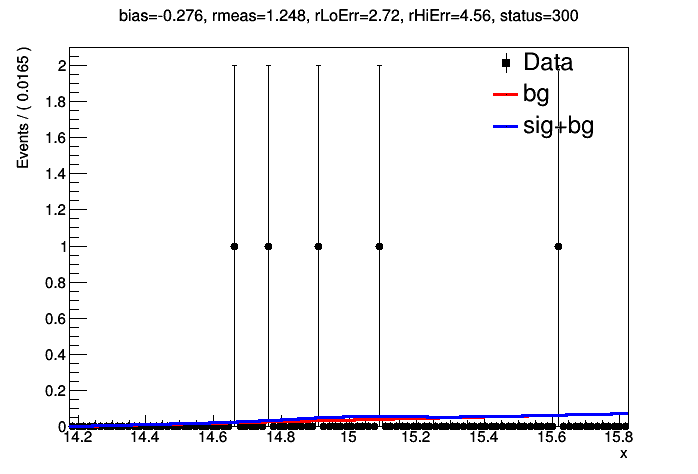 bias=-0.276, rmeas=1.248, rLoErr=2.72, rHiErr=4.56, status=300
Events / ( 0.0165 )
2
1.8
1.6
1.4
1.2
1
0.8
0.6
0.4
0.2
0
Data
bg
sig+bg
14.2 14.4 14.6 14.8 15 15.2 15.4 15.6 15.8
x